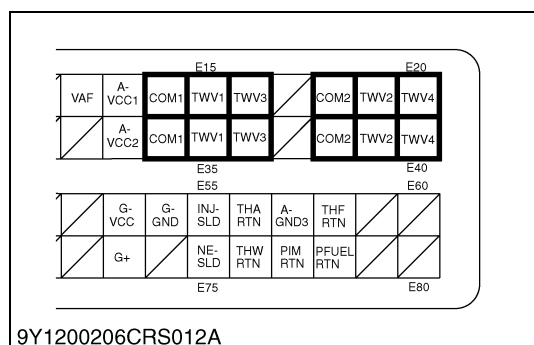 E15 E20
VAF A-VCC1 COM1 TWV1 TWV3 COM2 TWV2 TWV4
A-VCC2 COM1 TWV1 TWV3 COM2 TWV2 TWV4
E35 E40
E55 E60
G-VCC G-GND INJ-SLD THA RTN A-GND3 THF RTN
G+ NE-SLD THW RTN PIM RTN PFUEL RTN
E75 E80
9Y1200206CRS012A